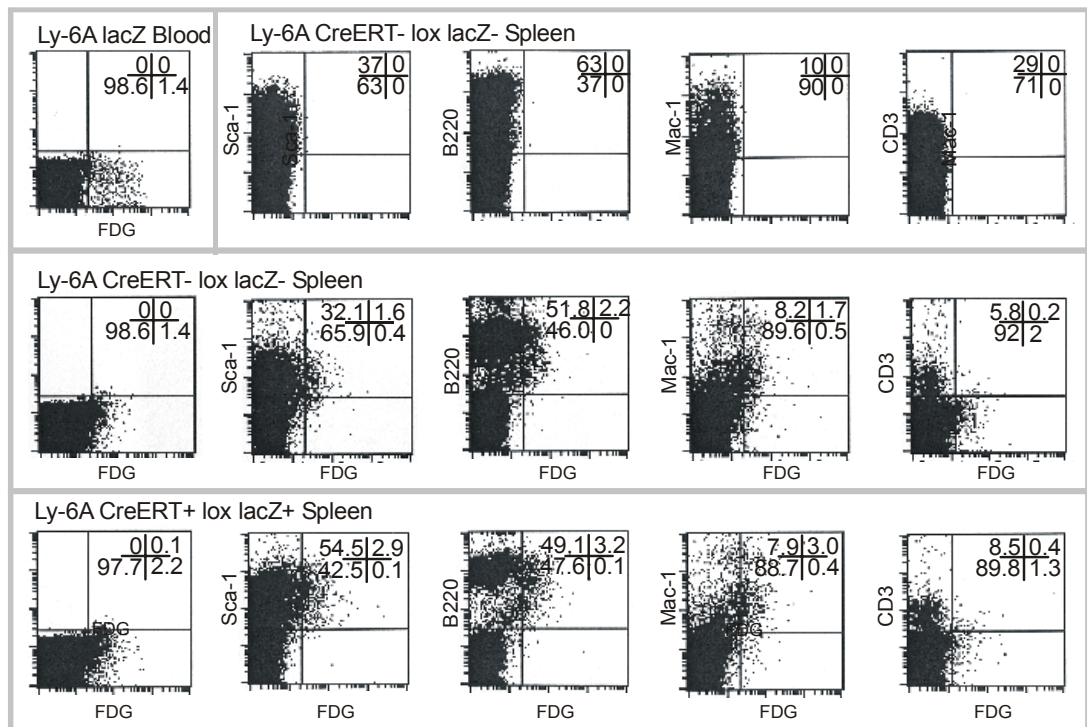 Ly-6A lacZ Blood
0 0
98.6 1.4
FDG
Ly-6A CreERT- lox lacZ- Spleen
Sca-1
Sca-1
37 0
63 0
B220
63 0
37 0
Mac-1
10 0
90 0
CD3
Mac-1
29 0
71 0
Ly-6A CreERT- lox lacZ- Spleen
0 0
98.6 1.4
FDG
Sca-1
32.1 1.6
65.9 0.4
FDG
B220
51.8 2.2
46.0 0
FDG
Mac-1
8.2 1.7
89.6 0.5
FDG
CD3
5.8 0.2
92 2
FDG
Ly-6A CreERT+ lox lacZ+ Spleen
0 0.1
97.7 2.2
FDG
FDG
Sca-1
54.5 2.9
42.5 0.1
FDG
B220
49.1 3.2
47.6 0.1
FDG
Mac-1
7.9 3.0
88.7 0.4
FDG
FDG
CD3
8.5 0.4
89.8 1.3
FDG